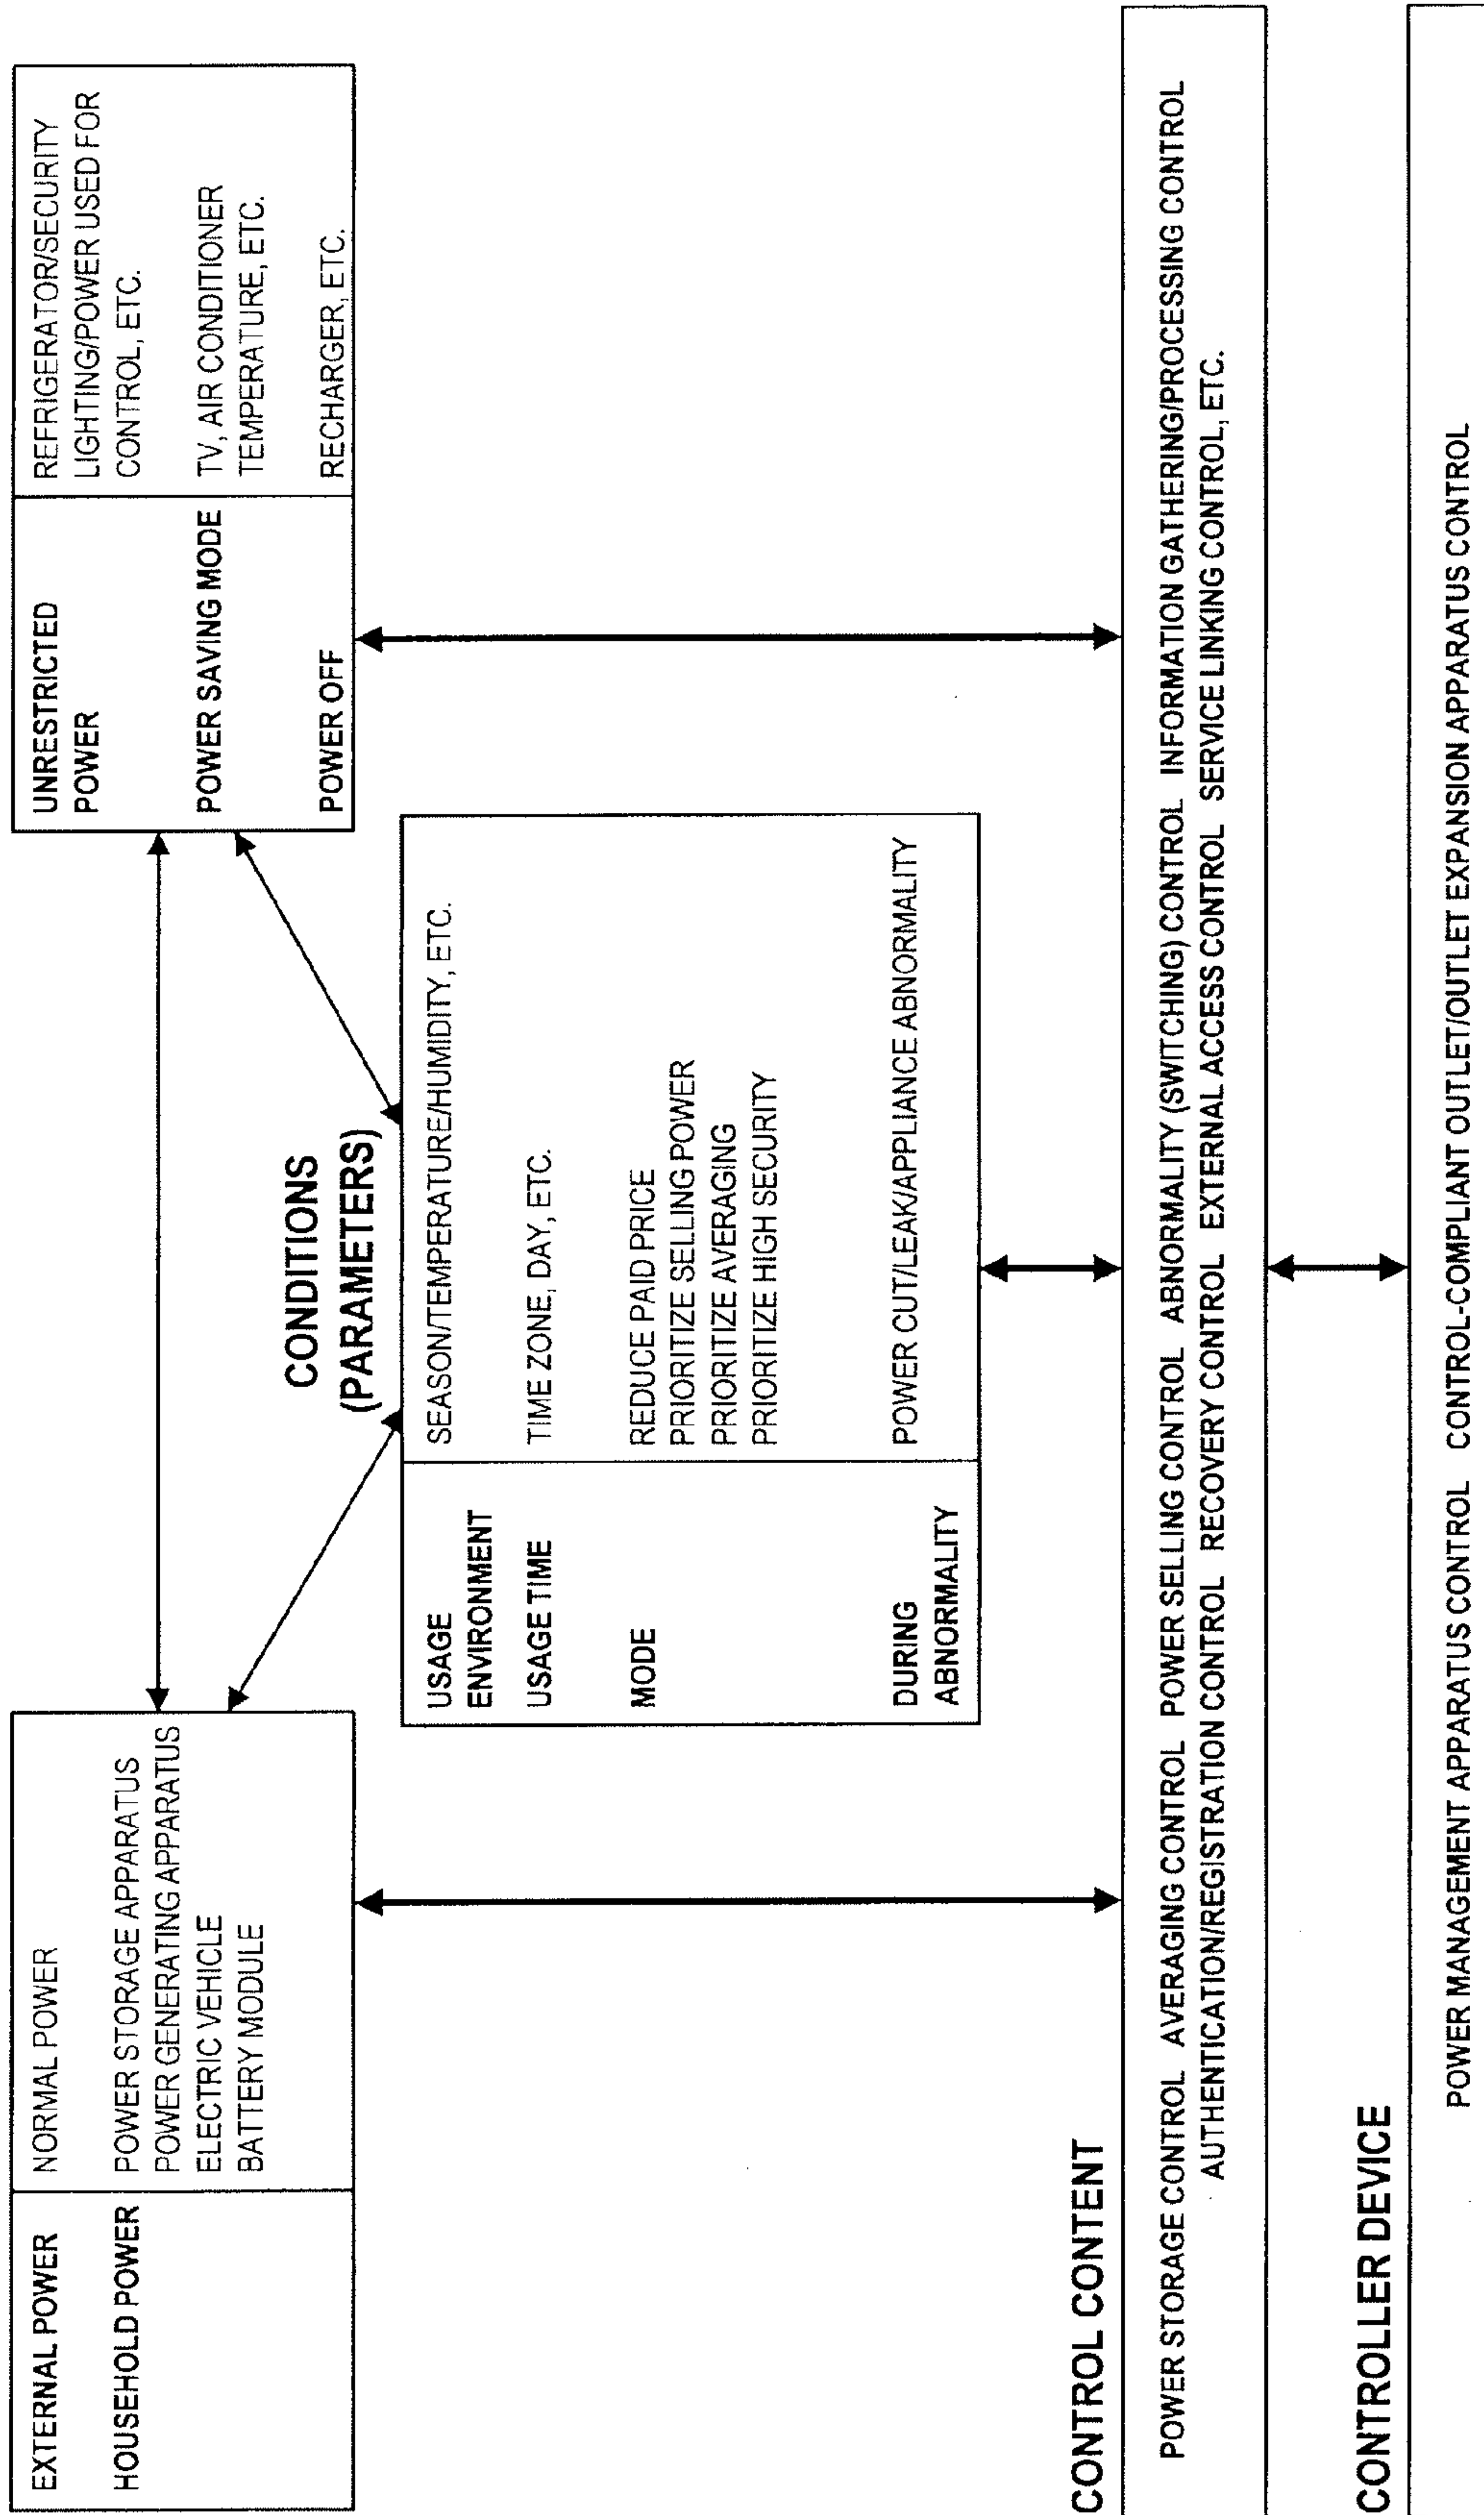 EXTERNAL POWER
NORMAL POWER
HOUSEHOLD POWER
POWER STORAGE APPARATUS
POWER GENERATING APPARATUS
ELECTRIC VEHICLE
BATTERY MODULE
UNRESTRICTED
POWER
REFRIGERATOR/SECURITY
LIGHTING/POWER USED FOR
CONTROL, ETC.
POWER SAVING MODE
TV, AIR CONDITIONER
TEMPERATURE, ETC.
POWER OFF
RECHARGER, ETC.
CONDITIONS
(PARAMETERS)
USAGE
ENVIRONMENT
SEASON/TEMPERATURE/HUMIDITY, ETC.
USAGE TIME
TIME ZONE, DAY, ETC.
MODE
REDUCE PAID PRICE
PRIORITIZE SELLING POWER
PRIORITIZE AVERAGING
PRIORITIZE HIGH SECURITY
DURING
ABNORMALITY
POWER CUT/LEAK/APPLIANCE ABNORMALITY
CONTROL CONTENT
POWER STORAGE CONTROL AVERAGING CONTROL POWER SELLING CONTROL ABNORMALITY (SWITCHING) CONTROL INFORMATION GATHERING/PROCESSING CONTROL
AUTHENTICATION/REGISTRATION CONTROL RECOVERY CONTROL EXTERNAL ACCESS CONTROL SERVICE LINKING CONTROL, ETC.
CONTROLLER DEVICE
POWER MANAGEMENT APPARATUS CONTROL CONTROL-COMPLIANT OUTLET/OUTLET EXPANSION APPARATUS CONTROL